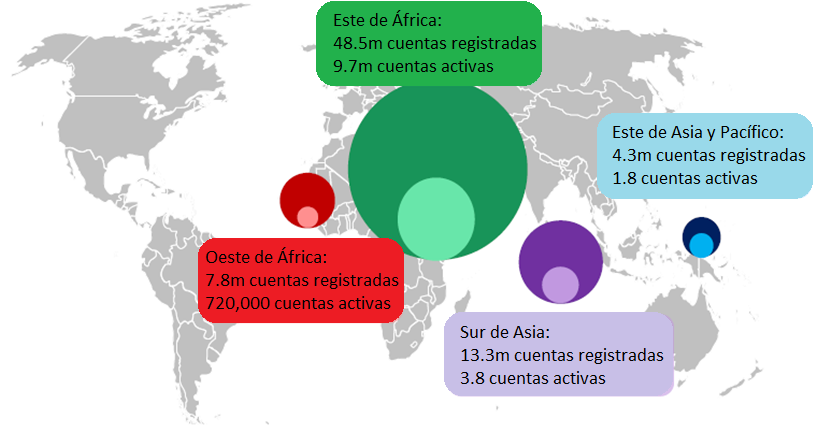 Este de África:
48.5m cuentas registradas
9.7m cuentas activas
Este de Asia y Pacífico:
4.3m cuentas registradas
1.8 cuentas activas
Oeste de África:
7.8m cuentas registradas
720,000 cuentas activas
Sur de Asia:
13.3m cuentas registradas
3.8 cuentas activas